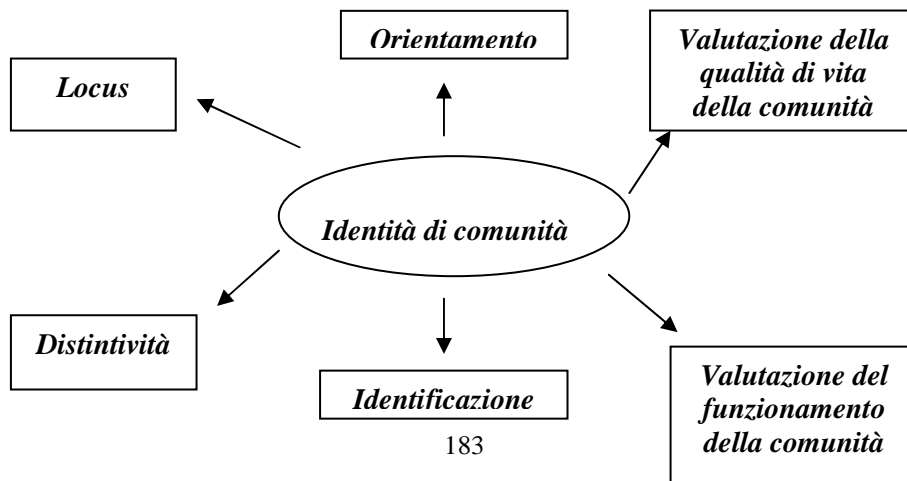 Orientamento
Valutazione della
qualità di vita
della comunità
Locus
Identità di comunità
Distintività
Identificazione
Valutazione del
funzionamento
della comunità
183